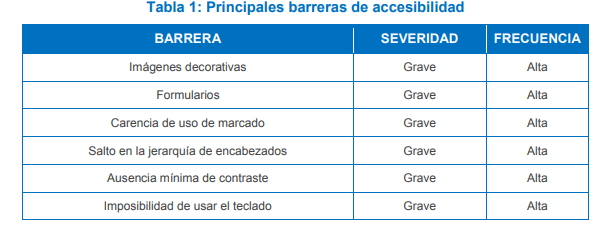 Tabla 1: Principales barreras de accesibilidad
BARRERA SEVERIDAD FRECUENCIA
Imágenes decorativas Grave Alta
Formularios Grave Alta
Carencia de uso de marcado Grave Alta
Salto en la jerarquía de encabezados Grave Alta
Ausencia mínima de contraste Grave Alta
Imposibilidad de usar el teclado Grave Alta